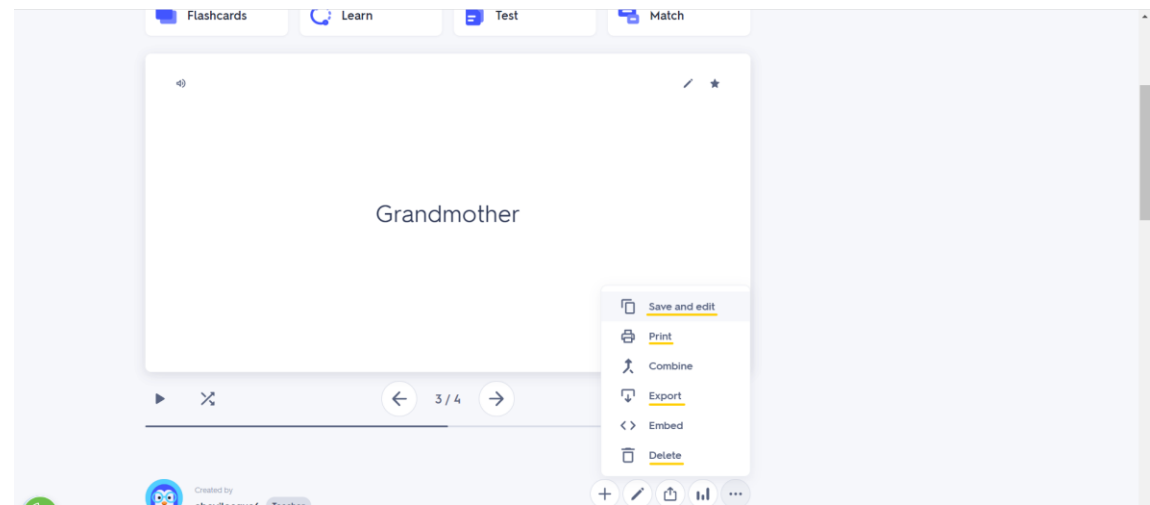 Flashcards Learn Test Match
Grandmother
Save and edit
Print
Combine
Export
<> Embed
Delete
3 / 4
Created by
Teacher